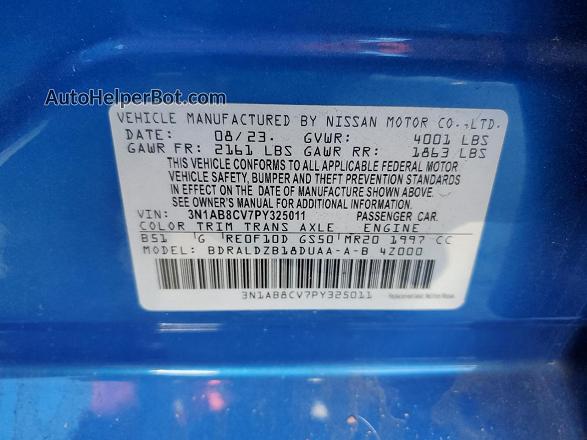 AutoHelperBot.com
VEHICLE MANUFACTURED BY NISSAN MOTOR CO.,LTD.
DATE: 08/23. GVWR: 4001 LBS
GAWR FR: 2161 LBS GAWR RR: 1863 LBS
THIS VEHICLE CONFORMS TO ALL APPLICABLE FEDERAL MOTOR
VEHICLE SAFETY, BUMPER AND THEFT PREVENTION STANDARDS
IN EFFECT ON THE DATE OF MANUFACTURE SHOWN ABOVE.
SEE OWNER'S MANUAL FOR ADDITIONAL INFORMATION.
VIN: 3N1AB8CV7PY325011 PASSENGER CAR.
COLOR TRIM TRANS AXLE ENGINE
B51 G RE0F10D GS50 MR20 1997 CC
MODEL: BDRALDZB18DUAA-A-B 4Z000
3N1AB8CV7PY325011